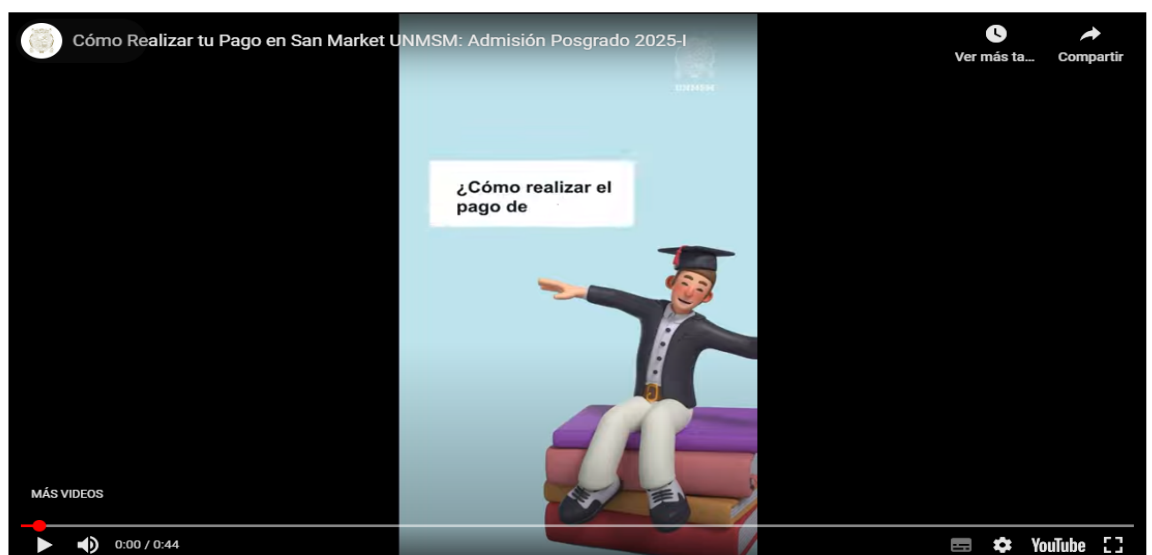 Cómo Realizar tu Pago en San Market UNMSM: Admisión Posgrado 2025-I
Ver más ta...
Compartir
UNMSM
¿Cómo realizar el
pago de
MÁS VIDEOS
0:00 / 0:44
YouTube